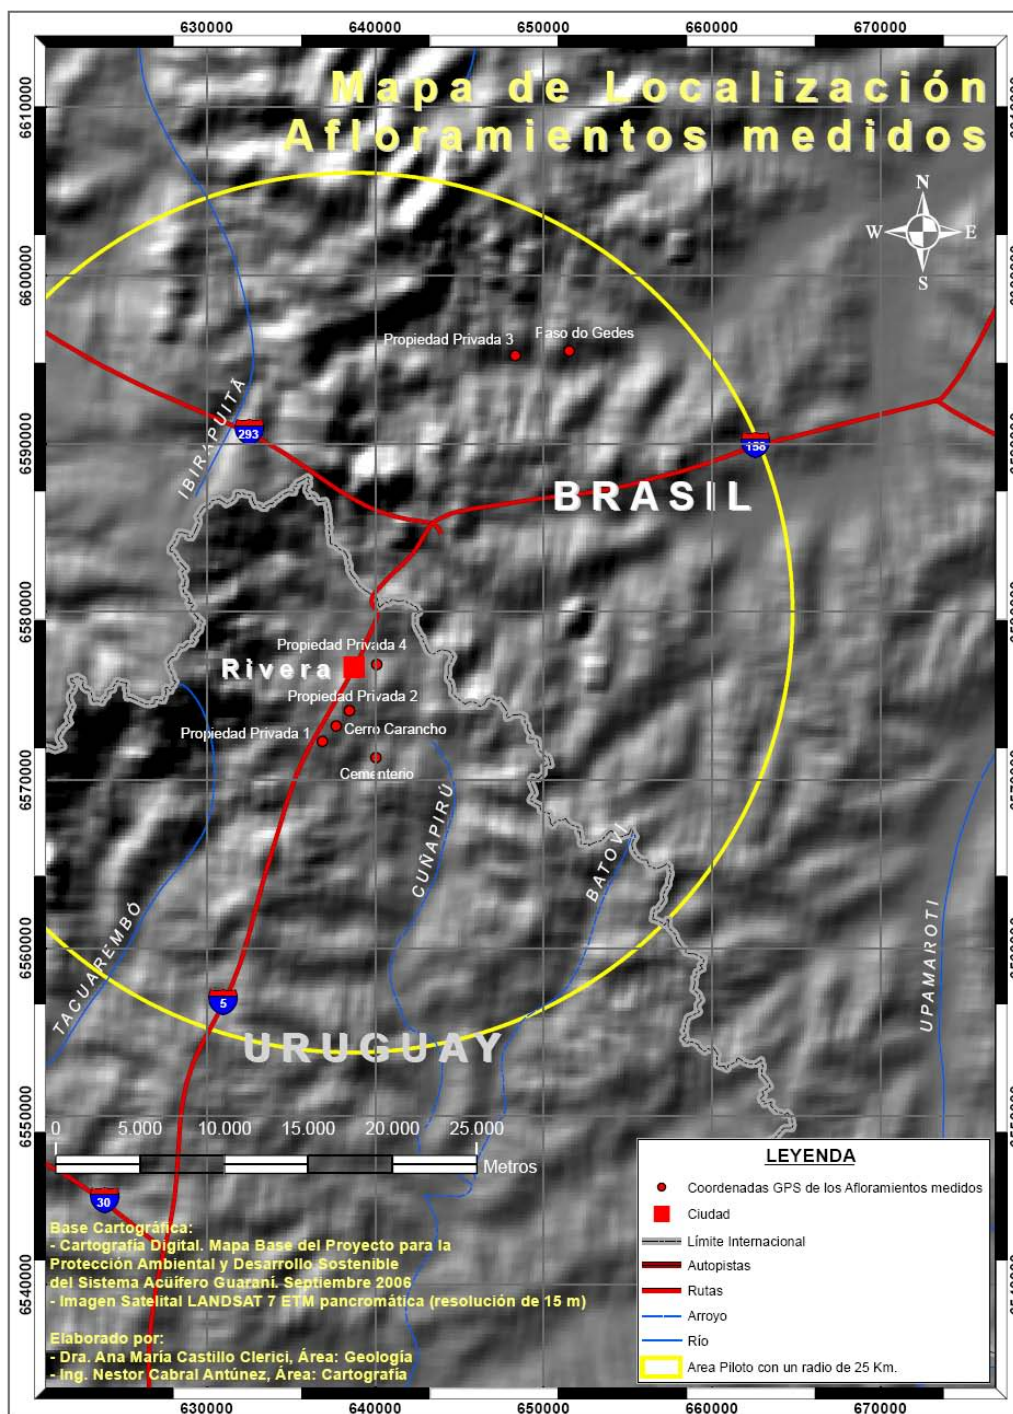 630000 640000 650000 660000 670000
Mapa de Localización
Afloramientos medidos
6610000
N
W E
S
6600000
Propiedad Privada 3
Paso do Gedes
IBIRAPUITÃ
293
6590000
158
BRASIL
6580000
Propiedad Privada 4
Rivera
Propiedad Privada 2
Propiedad Privada 1
Cerro Carancho
Cementerio
6570000
CUÑAPIRÚ
BATOVÍ
TACUAREMBÓ
UPAMAROTI
6560000
5
URUGUAY
6550000
0 5.000 10.000 15.000 20.000 25.000
Metros
30
6540000
Base Cartográfica:
- Cartografía Digital. Mapa Base del Proyecto para la
Protección Ambiental y Desarrollo Sostenible
del Sistema Acüífero Guaraní. Septiembre 2006
- Imagen Satelital LANDSAT 7 ETM pancromática (resolución de 15 m)
Elaborado por:
- Dra. Ana María Castillo Clerici, Área: Geología
- Ing. Nestor Cabral Antúnez, Área: Cartografía
LEYENDA
Coordenadas GPS de los Afloramientos medidos
Ciudad
Límite Internacional
Autopistas
Rutas
Arroyo
Río
Area Piloto con un radio de 25 Km.
630000 640000 650000 660000 670000